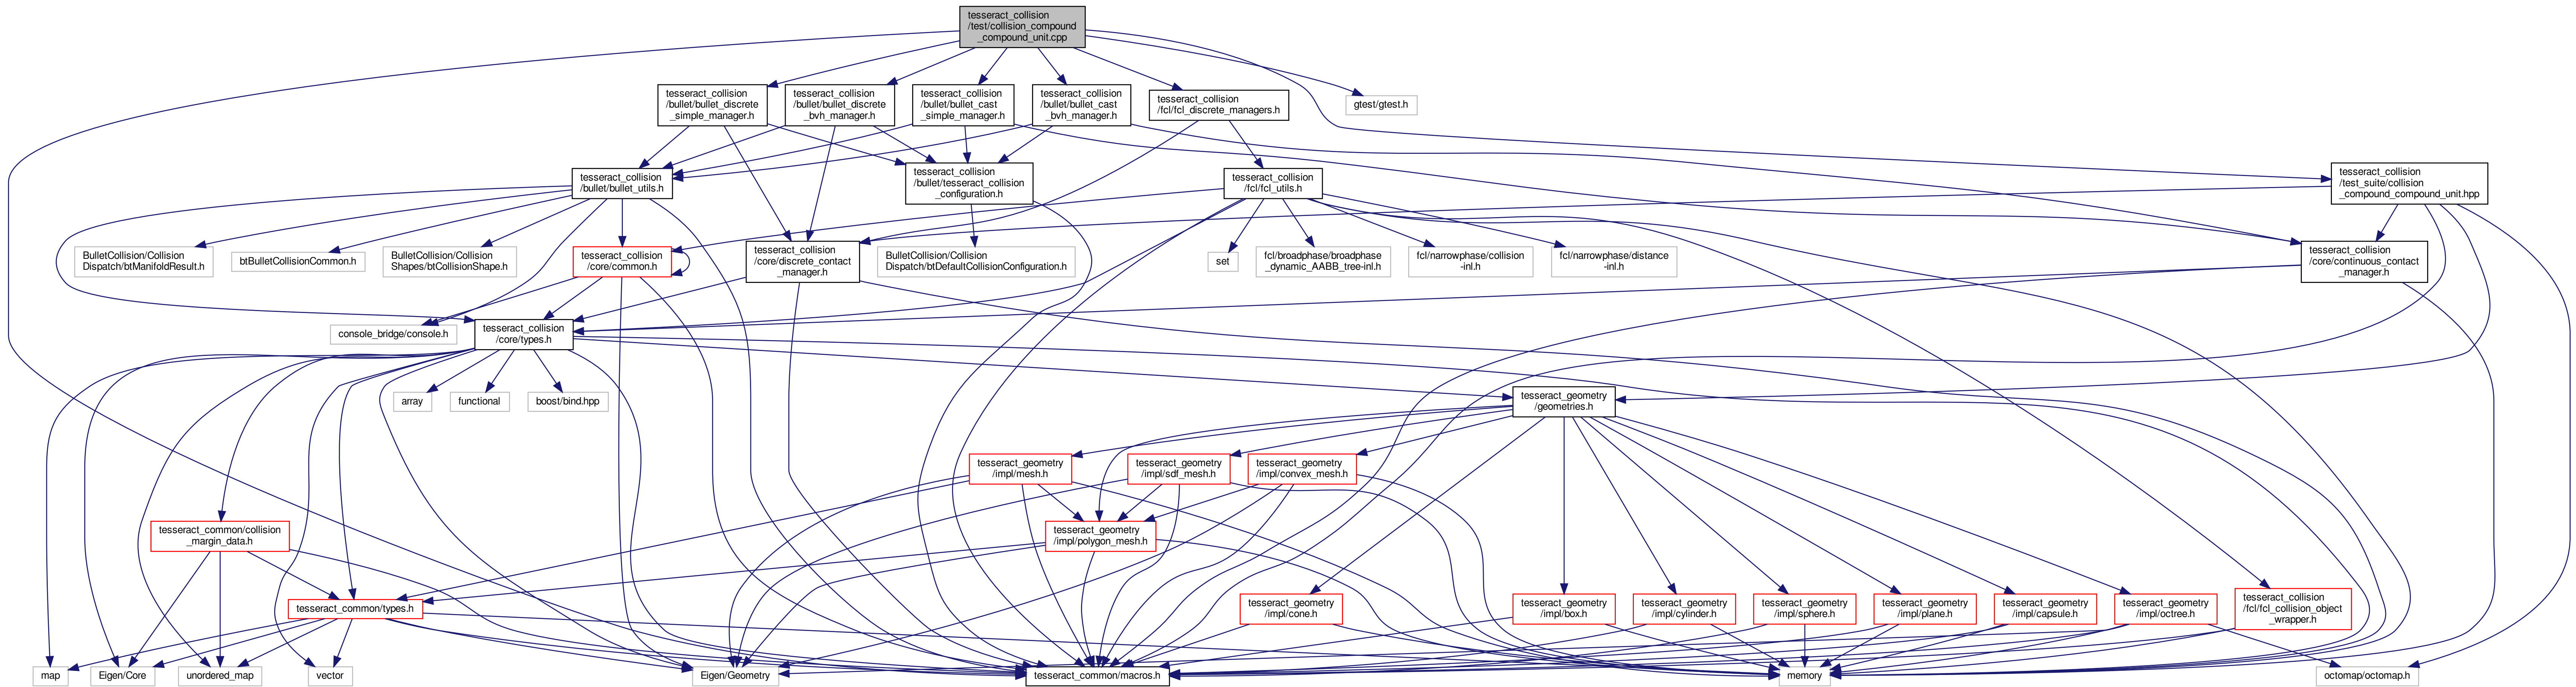 tesseract_collision
/test/collision_compound
_compound_unit.cpp
tesseract_collision
/bullet/bullet_discrete
_simple_manager.h
tesseract_collision
/bullet/bullet_discrete
_bvh_manager.h
tesseract_collision
/bullet/bullet_cast
_simple_manager.h
tesseract_collision
/bullet/bullet_cast
_bvh_manager.h
tesseract_collision
/fcl/fcl_discrete_managers.h
gtest/gtest.h
tesseract_collision
/bullet/bullet_utils.h
tesseract_collision
/bullet/tesseract_collision
_configuration.h
tesseract_collision
/fcl/fcl_utils.h
tesseract_collision
/test_suite/collision
_compound_compound_unit.hpp
BulletCollision/Collision
Dispatch/btManifoldResult.h
btBulletCollisionCommon.h
BulletCollision/Collision
Shapes/btCollisionShape.h
tesseract_collision
/core/common.h
tesseract_collision
/core/discrete_contact
_manager.h
BulletCollision/Collision
Dispatch/btDefaultCollisionConfiguration.h
set
fcl/broadphase/broadphase
_dynamic_AABB_tree-inl.h
fcl/narrowphase/collision
-inl.h
fcl/narrowphase/distance
-inl.h
tesseract_collision
/core/continuous_contact
_manager.h
console_bridge/console.h
tesseract_collision
/core/types.h
array
functional
boost/bind.hpp
tesseract_geometry
/geometries.h
tesseract_geometry
/impl/mesh.h
tesseract_geometry
/impl/sdf_mesh.h
tesseract_geometry
/impl/convex_mesh.h
tesseract_common/collision
_margin_data.h
tesseract_geometry
/impl/polygon_mesh.h
tesseract_common/types.h
tesseract_geometry
/impl/cone.h
tesseract_geometry
/impl/box.h
tesseract_geometry
/impl/cylinder.h
tesseract_geometry
/impl/sphere.h
tesseract_geometry
/impl/plane.h
tesseract_geometry
/impl/capsule.h
tesseract_geometry
/impl/octree.h
tesseract_collision
/fcl/fcl_collision_object
_wrapper.h
map
Eigen/Core
unordered_map
vector
Eigen/Geometry
tesseract_common/macros.h
memory
octomap/octomap.h